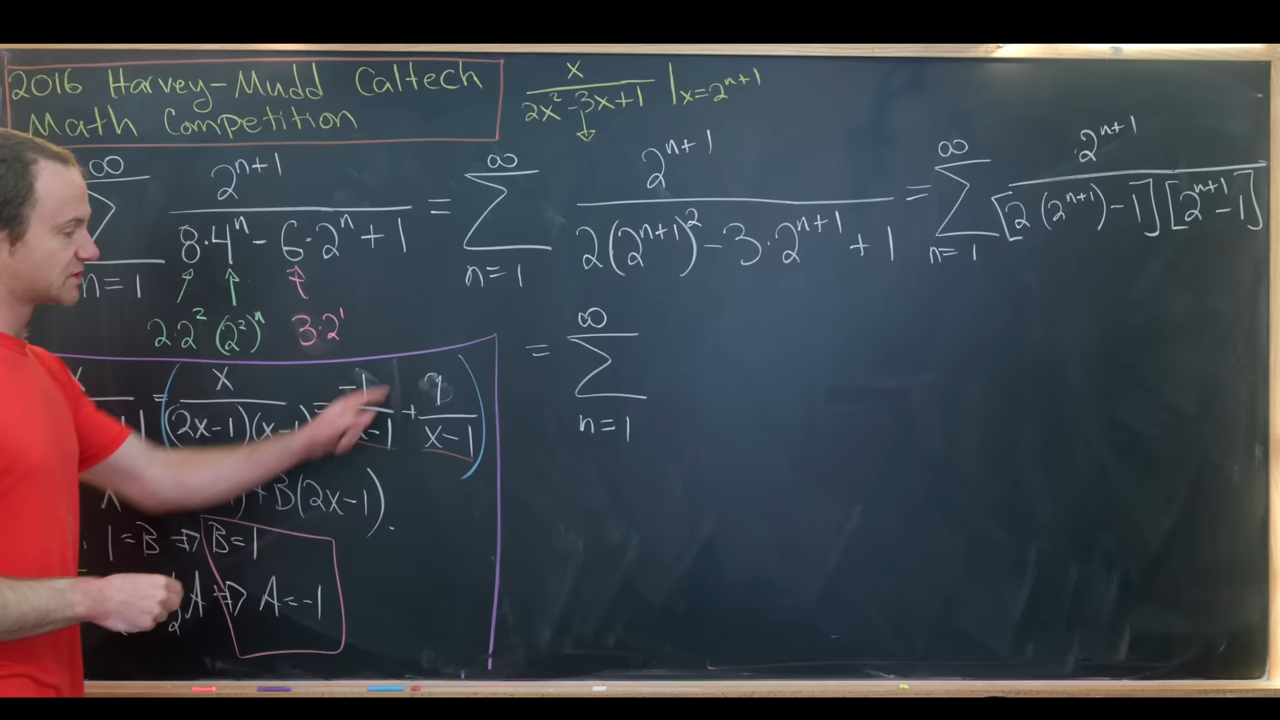 2016 Harvey-Mudd Caltech
Math Competition
x/(2x²-3x+1) |x=2^(n+1)
∑_(n=1)^∞ 2^(n+1)/(8·4^n - 6·2^n + 1) = ∑_(n=1)^∞ 2^(n+1)/(2(2^(n+1))² - 3·2^(n+1) + 1) = ∑_(n=1)^∞ 2^(n+1)/([2(2^(n+1))-1][2^(n+1)-1])
2·2² (2²)^n 3·2¹
= ∑_(n=1)^∞
= (x/((2x-1)(x-1) = -1/ -1 + 1/(x-1))
+ B(2x-1).
1=B ⇒ B=1
A ⇒ A=-1